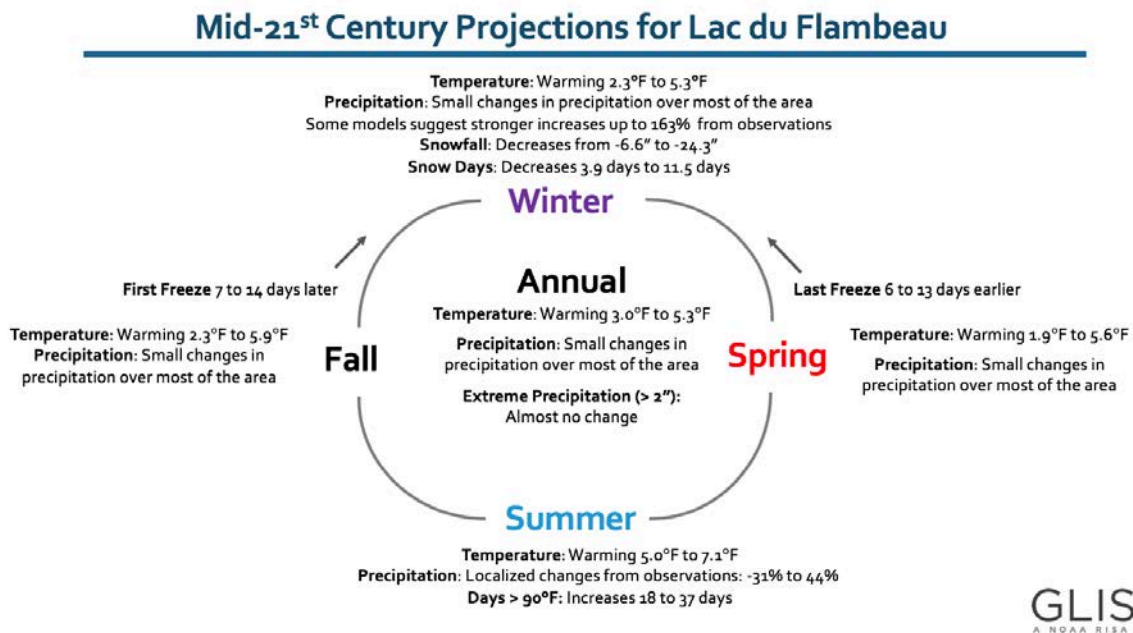 Mid-21st Century Projections for Lac du Flambeau
Temperature: Warming 2.3°F to 5.3°F
Precipitation: Small changes in precipitation over most of the area
Some models suggest stronger increases up to 163% from observations
Snowfall: Decreases from -6.6" to -24.3"
Snow Days: Decreases 3.9 days to 11.5 days
Winter
First Freeze 7 to 14 days later
Last Freeze 6 to 13 days earlier
Temperature: Warming 2.3°F to 5.9°F
Precipitation: Small changes in
precipitation over most of the area
Fall
Annual
Temperature: Warming 3.0°F to 5.3°F
Precipitation: Small changes in
precipitation over most of the area
Extreme Precipitation (> 2"):
Almost no change
Spring
Temperature: Warming 1.9°F to 5.6°F
Precipitation: Small changes in
precipitation over most of the area
Summer
Temperature: Warming 5.0°F to 7.1°F
Precipitation: Localized changes from observations: -31% to 44%
Days > 90°F: Increases 18 to 37 days
GLIS
A NOAA RISA